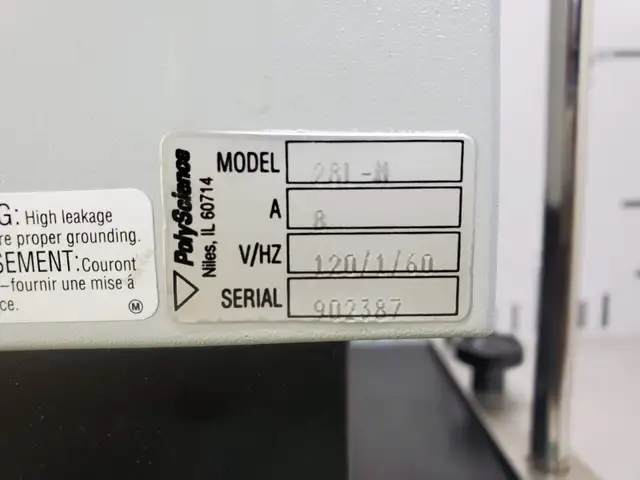 G: High leakage
re proper grounding.
SEMENT: Couront
–fournir une mise á
ce.
M
PolyScience
Niles, IL 60714
MODEL 28L-M
A 8
V/HZ 120/1/60
SERIAL 902387